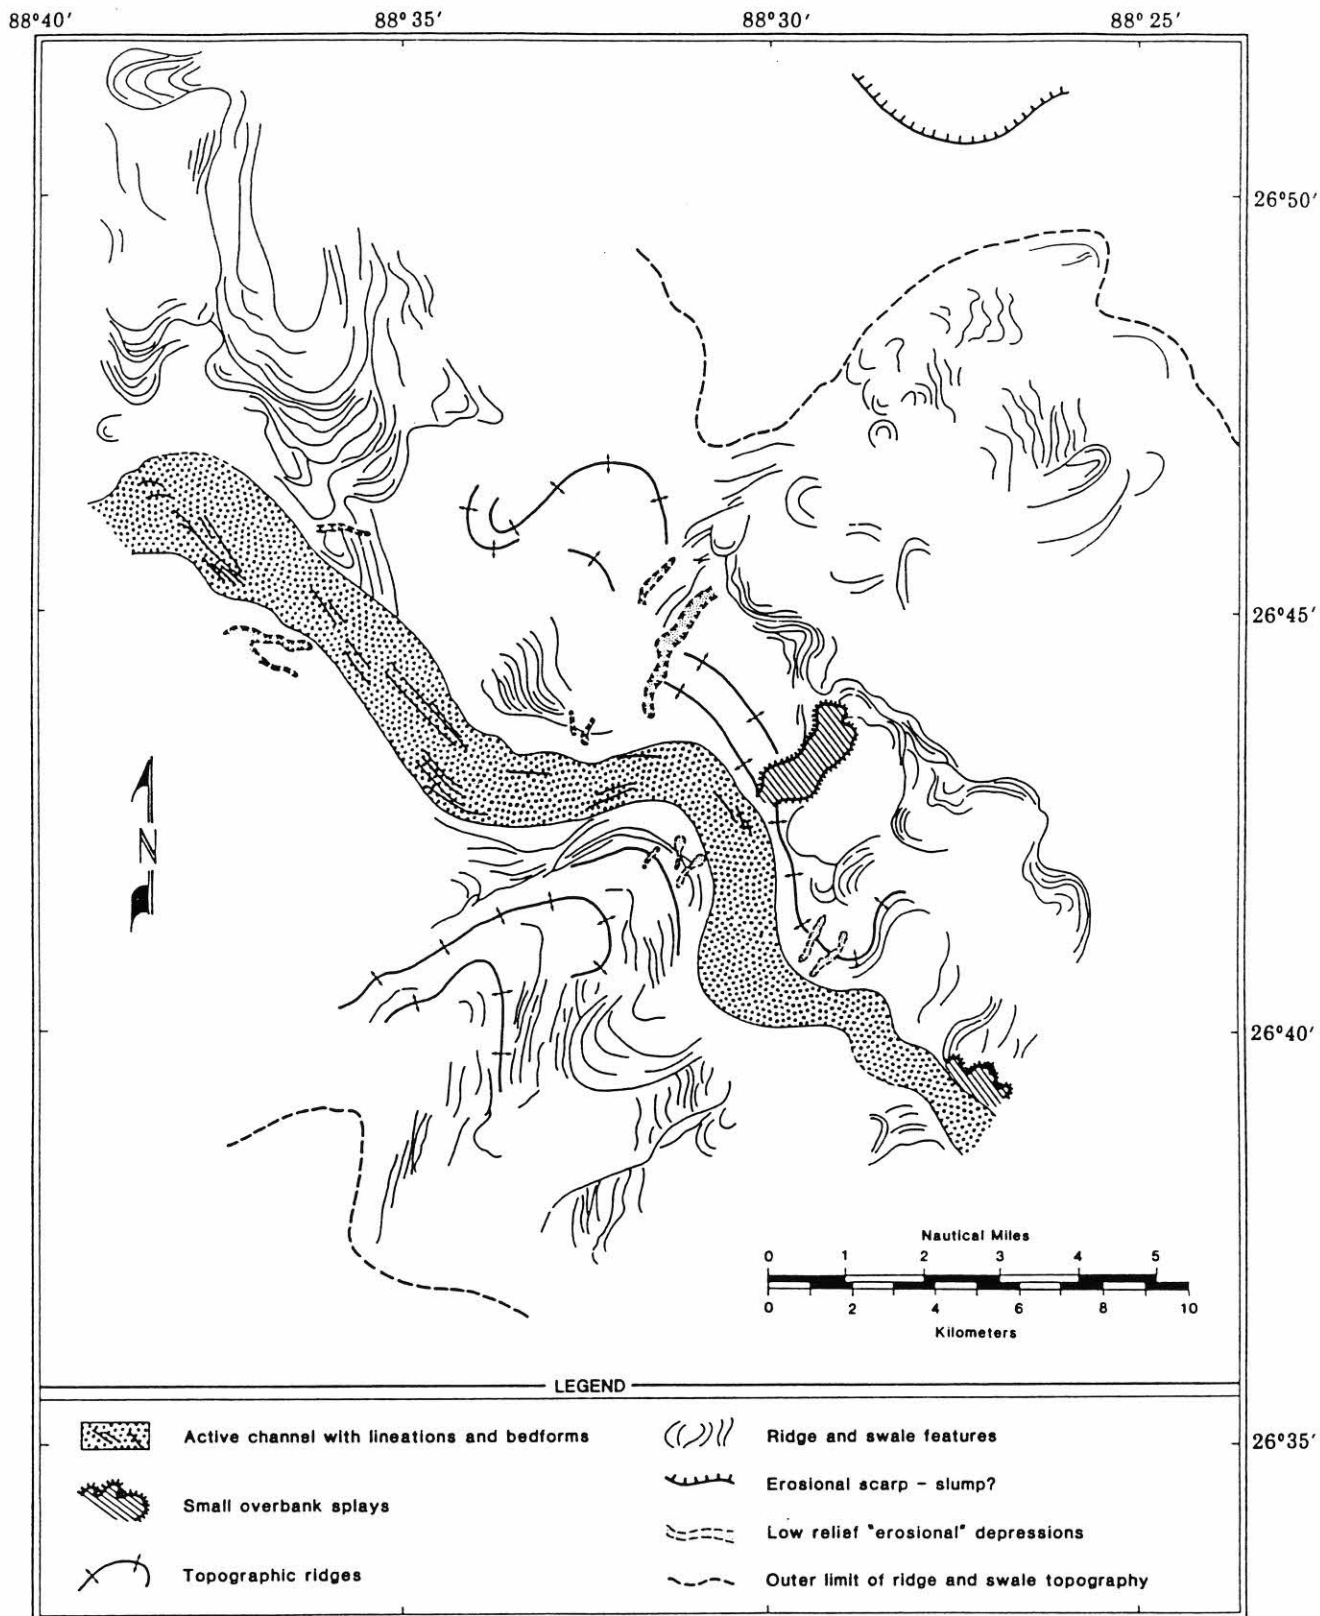 88°40′ 88°35′ 88°30′ 88°25′
26°50′
26°45′
N
26°40′
Nautical Miles
0 1 2 3 4 5
0 2 4 6 8 10
Kilometers
LEGEND
Active channel with lineations and bedforms
Ridge and swale features
26°35′
Erosional scarp - slump?
Small overbank splays
Low relief "erosional" depressions
Topographic ridges
Outer limit of ridge and swale topography